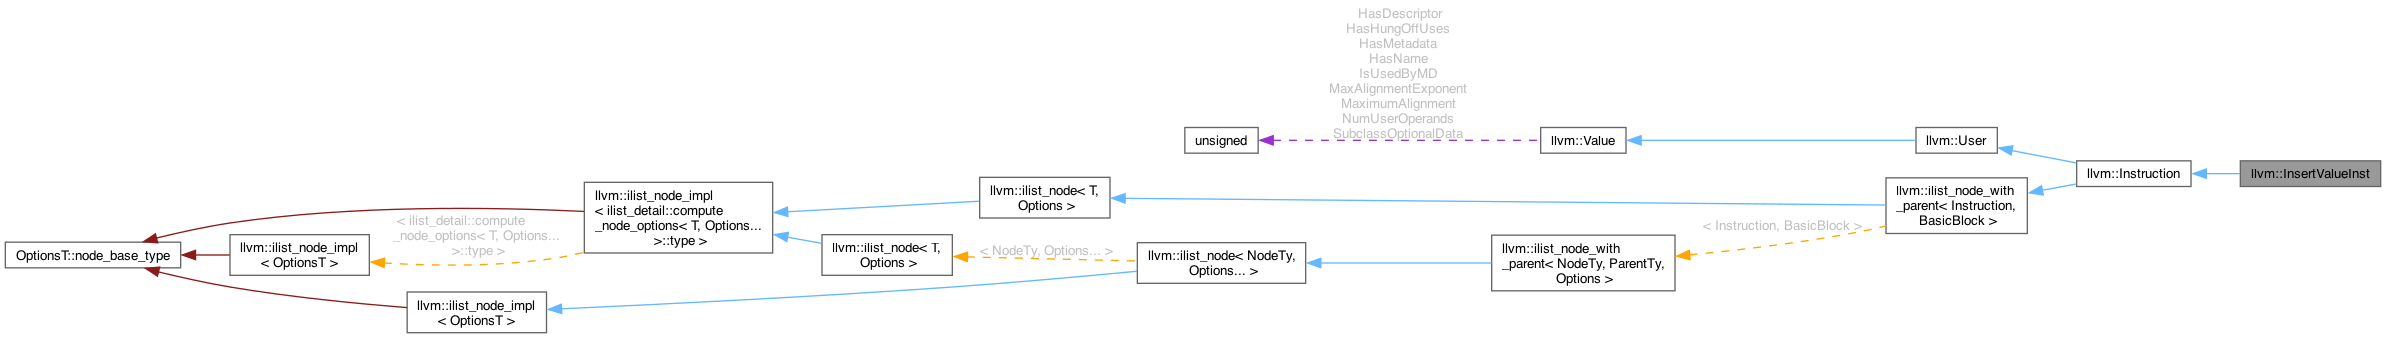 HasDescriptor
HasHungOffUses
HasMetadata
HasName
IsUsedByMD
MaxAlignmentExponent
MaximumAlignment
NumUserOperands
SubclassOptionalData
unsigned
llvm::Value
llvm::User
llvm::Instruction
llvm::InsertValueInst
llvm::ilist_node_impl
< ilist_detail::compute
_node_options< T, Options...
>::type >
llvm::ilist_node< T,
Options >
llvm::ilist_node_with
_parent< Instruction,
BasicBlock >
< ilist_detail::compute
_node_options< T, Options...
>::type >
OptionsT::node_base_type
llvm::ilist_node_impl
< OptionsT >
llvm::ilist_node< T,
Options >
< NodeTy, Options... >
llvm::ilist_node< NodeTy,
Options... >
llvm::ilist_node_with
_parent< NodeTy, ParentTy,
Options >
< Instruction, BasicBlock >
llvm::ilist_node_impl
< OptionsT >